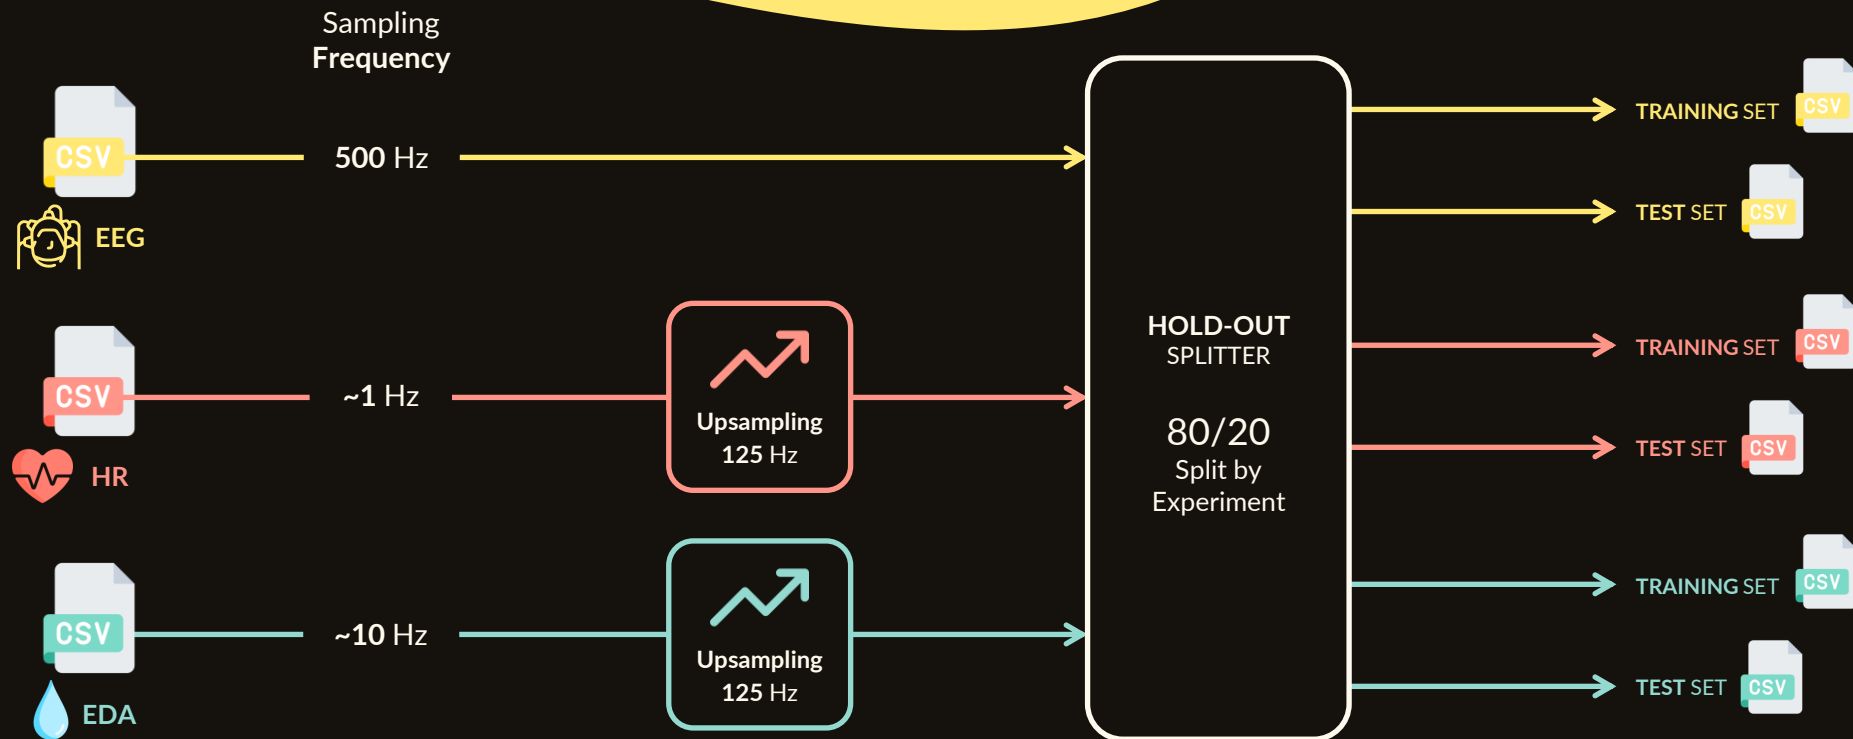 Sampling
Frequency
CSV
500 Hz
EEG
CSV
~1 Hz
Upsampling
125 Hz
HR
CSV
~10 Hz
Upsampling
125 Hz
EDA
HOLD-OUT
SPLITTER
80/20
Split by
Experiment
TRAINING SET
CSV
TEST SET
CSV
TRAINING SET
CSV
TEST SET
CSV
TRAINING SET
CSV
TEST SET
CSV